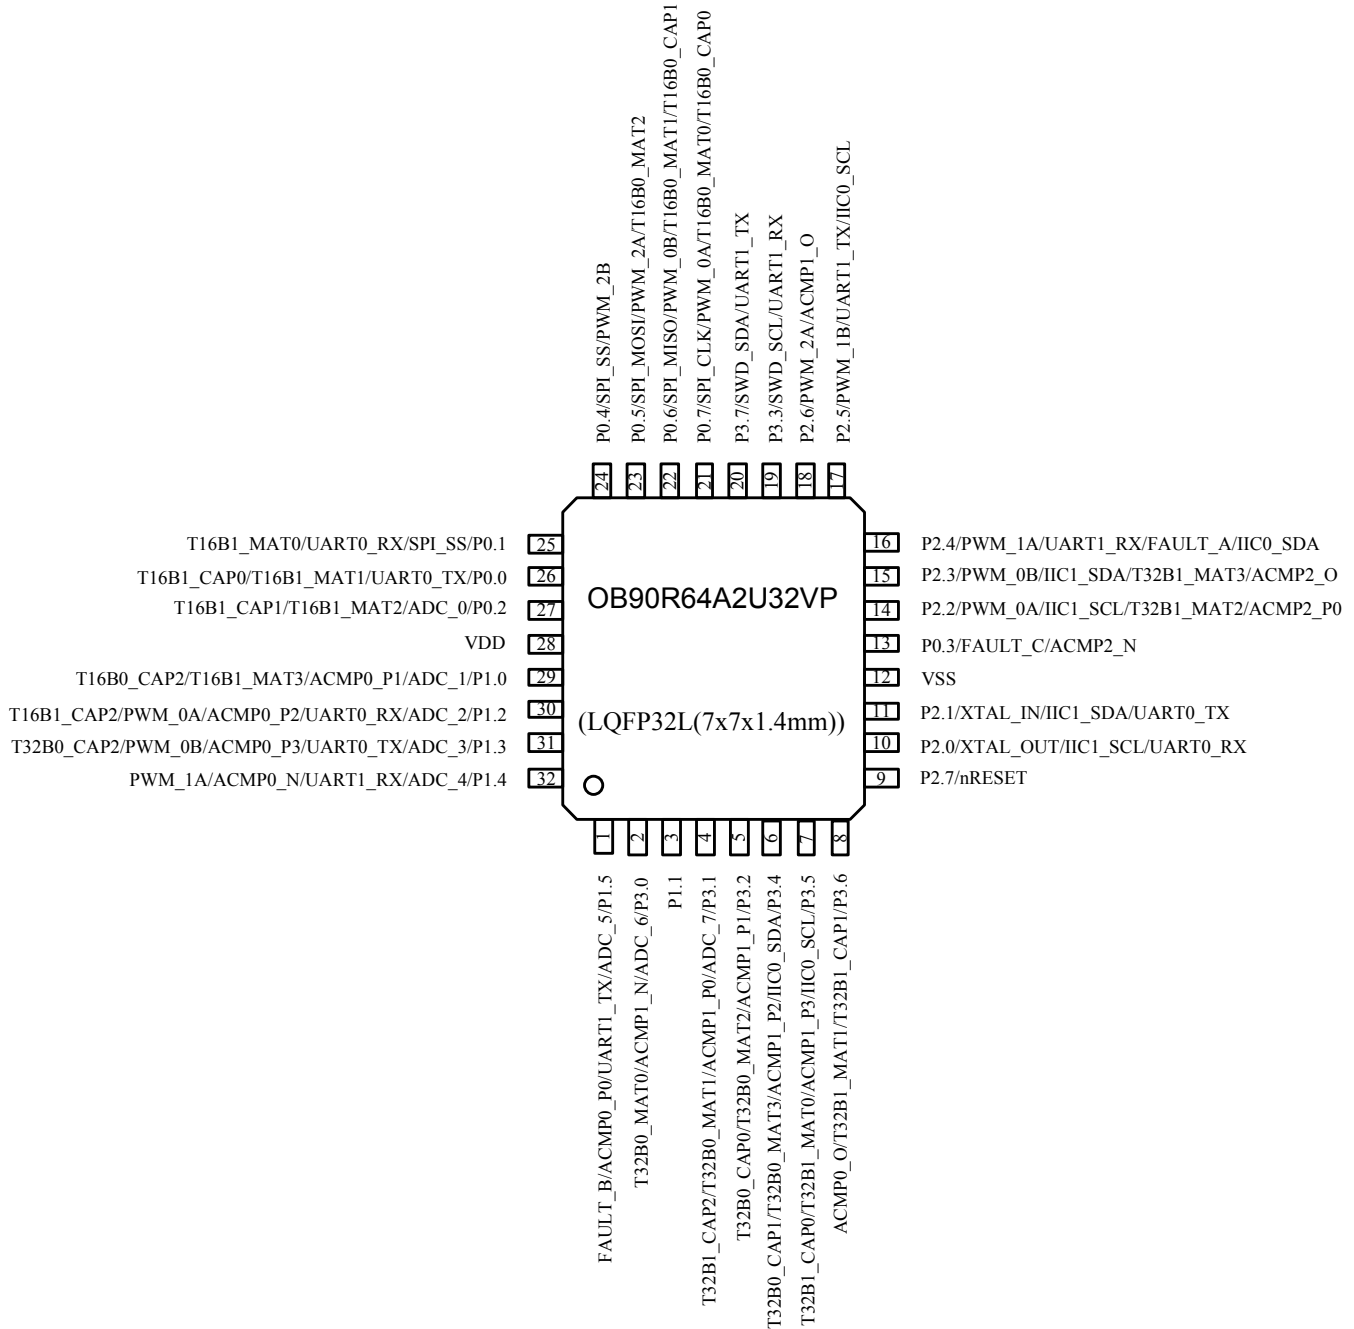 P0.4/SPI_SS/PWM_2B
P0.5/SPI_MOSI/PWM_2A/T16B0_MAT2
P0.6/SPI_MISO/PWM_0B/T16B0_MAT1/T16B0_CAP1
P0.7/SPI_CLK/PWM_0A/T16B0_MAT0/T16B0_CAP0
P3.7/SWD_SDA/UART1_TX
P3.3/SWD_SCL/UART1_RX
P2.6/PWM_2A/ACMP1_O
P2.5/PWM_1B/UART1_TX/IIC0_SCL
24 23 22 21 20 19 18 17
T16B1_MAT0/UART0_RX/SPI_SS/P0.1 25
T16B1_CAP0/T16B1_MAT1/UART0_TX/P0.0 26
T16B1_CAP1/T16B1_MAT2/ADC_0/P0.2 27
VDD 28
T16B0_CAP2/T16B1_MAT3/ACMP0_P1/ADC_1/P1.0 29
T16B1_CAP2/PWM_0A/ACMP0_P2/UART0_RX/ADC_2/P1.2 30
T32B0_CAP2/PWM_0B/ACMP0_P3/UART0_TX/ADC_3/P1.3 31
PWM_1A/ACMP0_N/UART1_RX/ADC_4/P1.4 32
OB90R64A2U32VP
(LQFP32L(7x7x1.4mm))
16 P2.4/PWM_1A/UART1_RX/FAULT_A/IIC0_SDA
15 P2.3/PWM_0B/IIC1_SDA/T32B1_MAT3/ACMP2_O
14 P2.2/PWM_0A/IIC1_SCL/T32B1_MAT2/ACMP2_P0
13 P0.3/FAULT_C/ACMP2_N
12 VSS
11 P2.1/XTAL_IN/IIC1_SDA/UART0_TX
10 P2.0/XTAL_OUT/IIC1_SCL/UART0_RX
9 P2.7/nRESET
1 2 3 4 5 6 7 8
FAULT_B/ACMP0_P0/UART1_TX/ADC_5/P1.5
T32B0_MAT0/ACMP1_N/ADC_6/P3.0
P1.1
T32B1_CAP2/T32B0_MAT1/ACMP1_P0/ADC_7/P3.1
T32B0_CAP0/T32B0_MAT2/ACMP1_P1/P3.2
T32B0_CAP1/T32B0_MAT3/ACMP1_P2/IIC0_SDA/P3.4
T32B1_CAP0/T32B1_MAT0/ACMP1_P3/IIC0_SCL/P3.5
ACMP0_O/T32B1_MAT1/T32B1_CAP1/P3.6